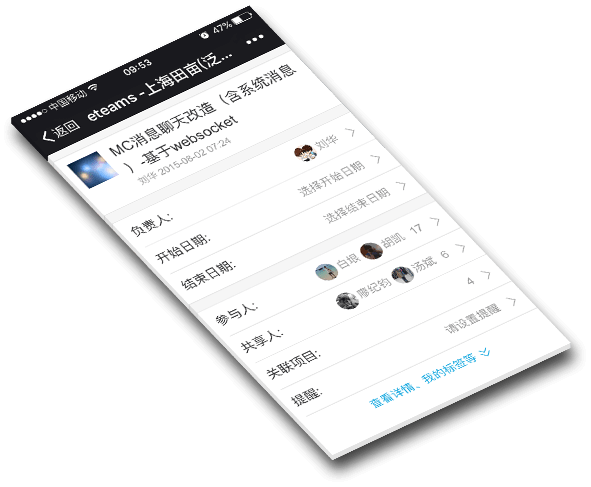 中国移动 09:53 47%
返回 eteams -上海田亩(泛...
MC消息聊天改造（含系统消息
）-基于websocket
刘华 2015-08-02 07:24
负责人: 刘华
开始日期: 选择开始日期
结束日期: 选择结束日期
参与人: 白银 胡凯 17
共享人: 廖纪钧 汤斌 6
关联项目: 4
提醒: 请设置提醒
查看详情、我的标签等